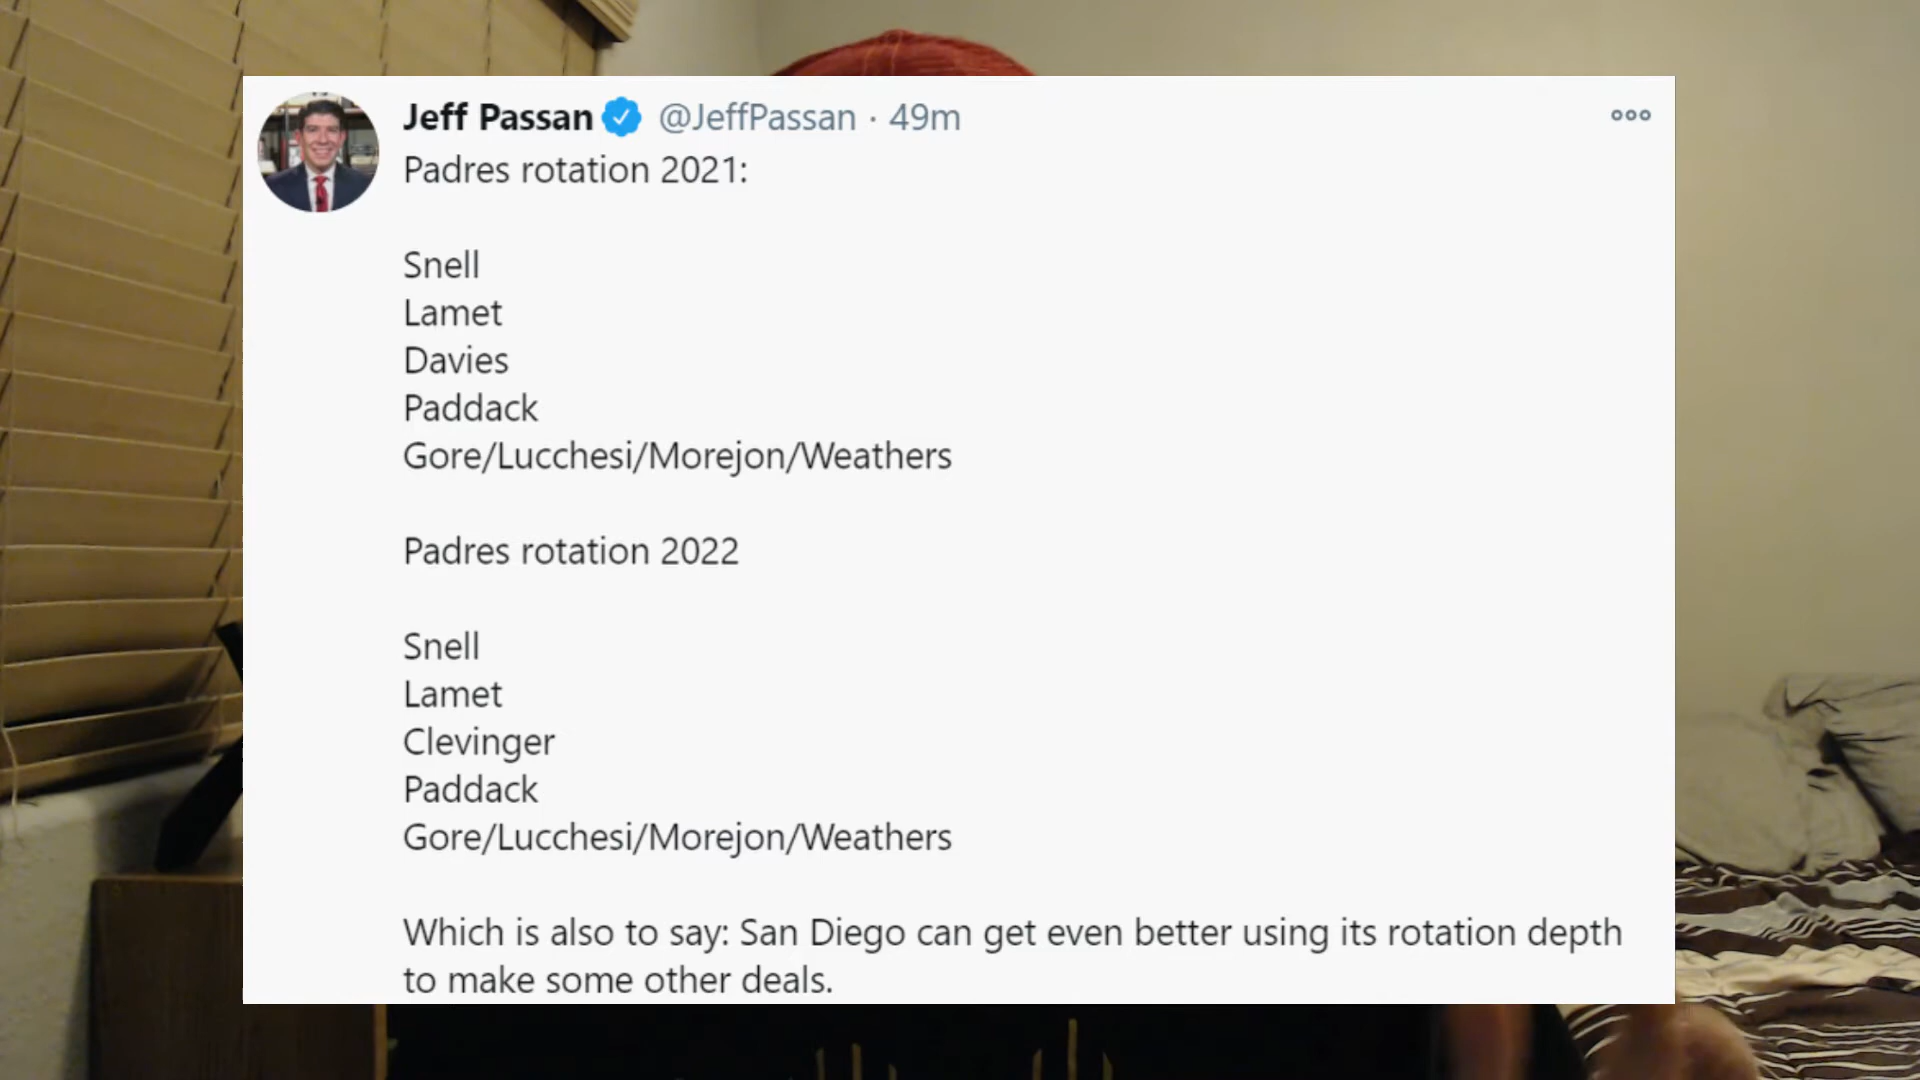 Jeff Passan @JeffPassan · 49m
Padres rotation 2021:
Snell
Lamet
Davies
Paddack
Gore/Lucchesi/Morejon/Weathers
Padres rotation 2022
Snell
Lamet
Clevinger
Paddack
Gore/Lucchesi/Morejon/Weathers
Which is also to say: San Diego can get even better using its rotation depth
to make some other deals.